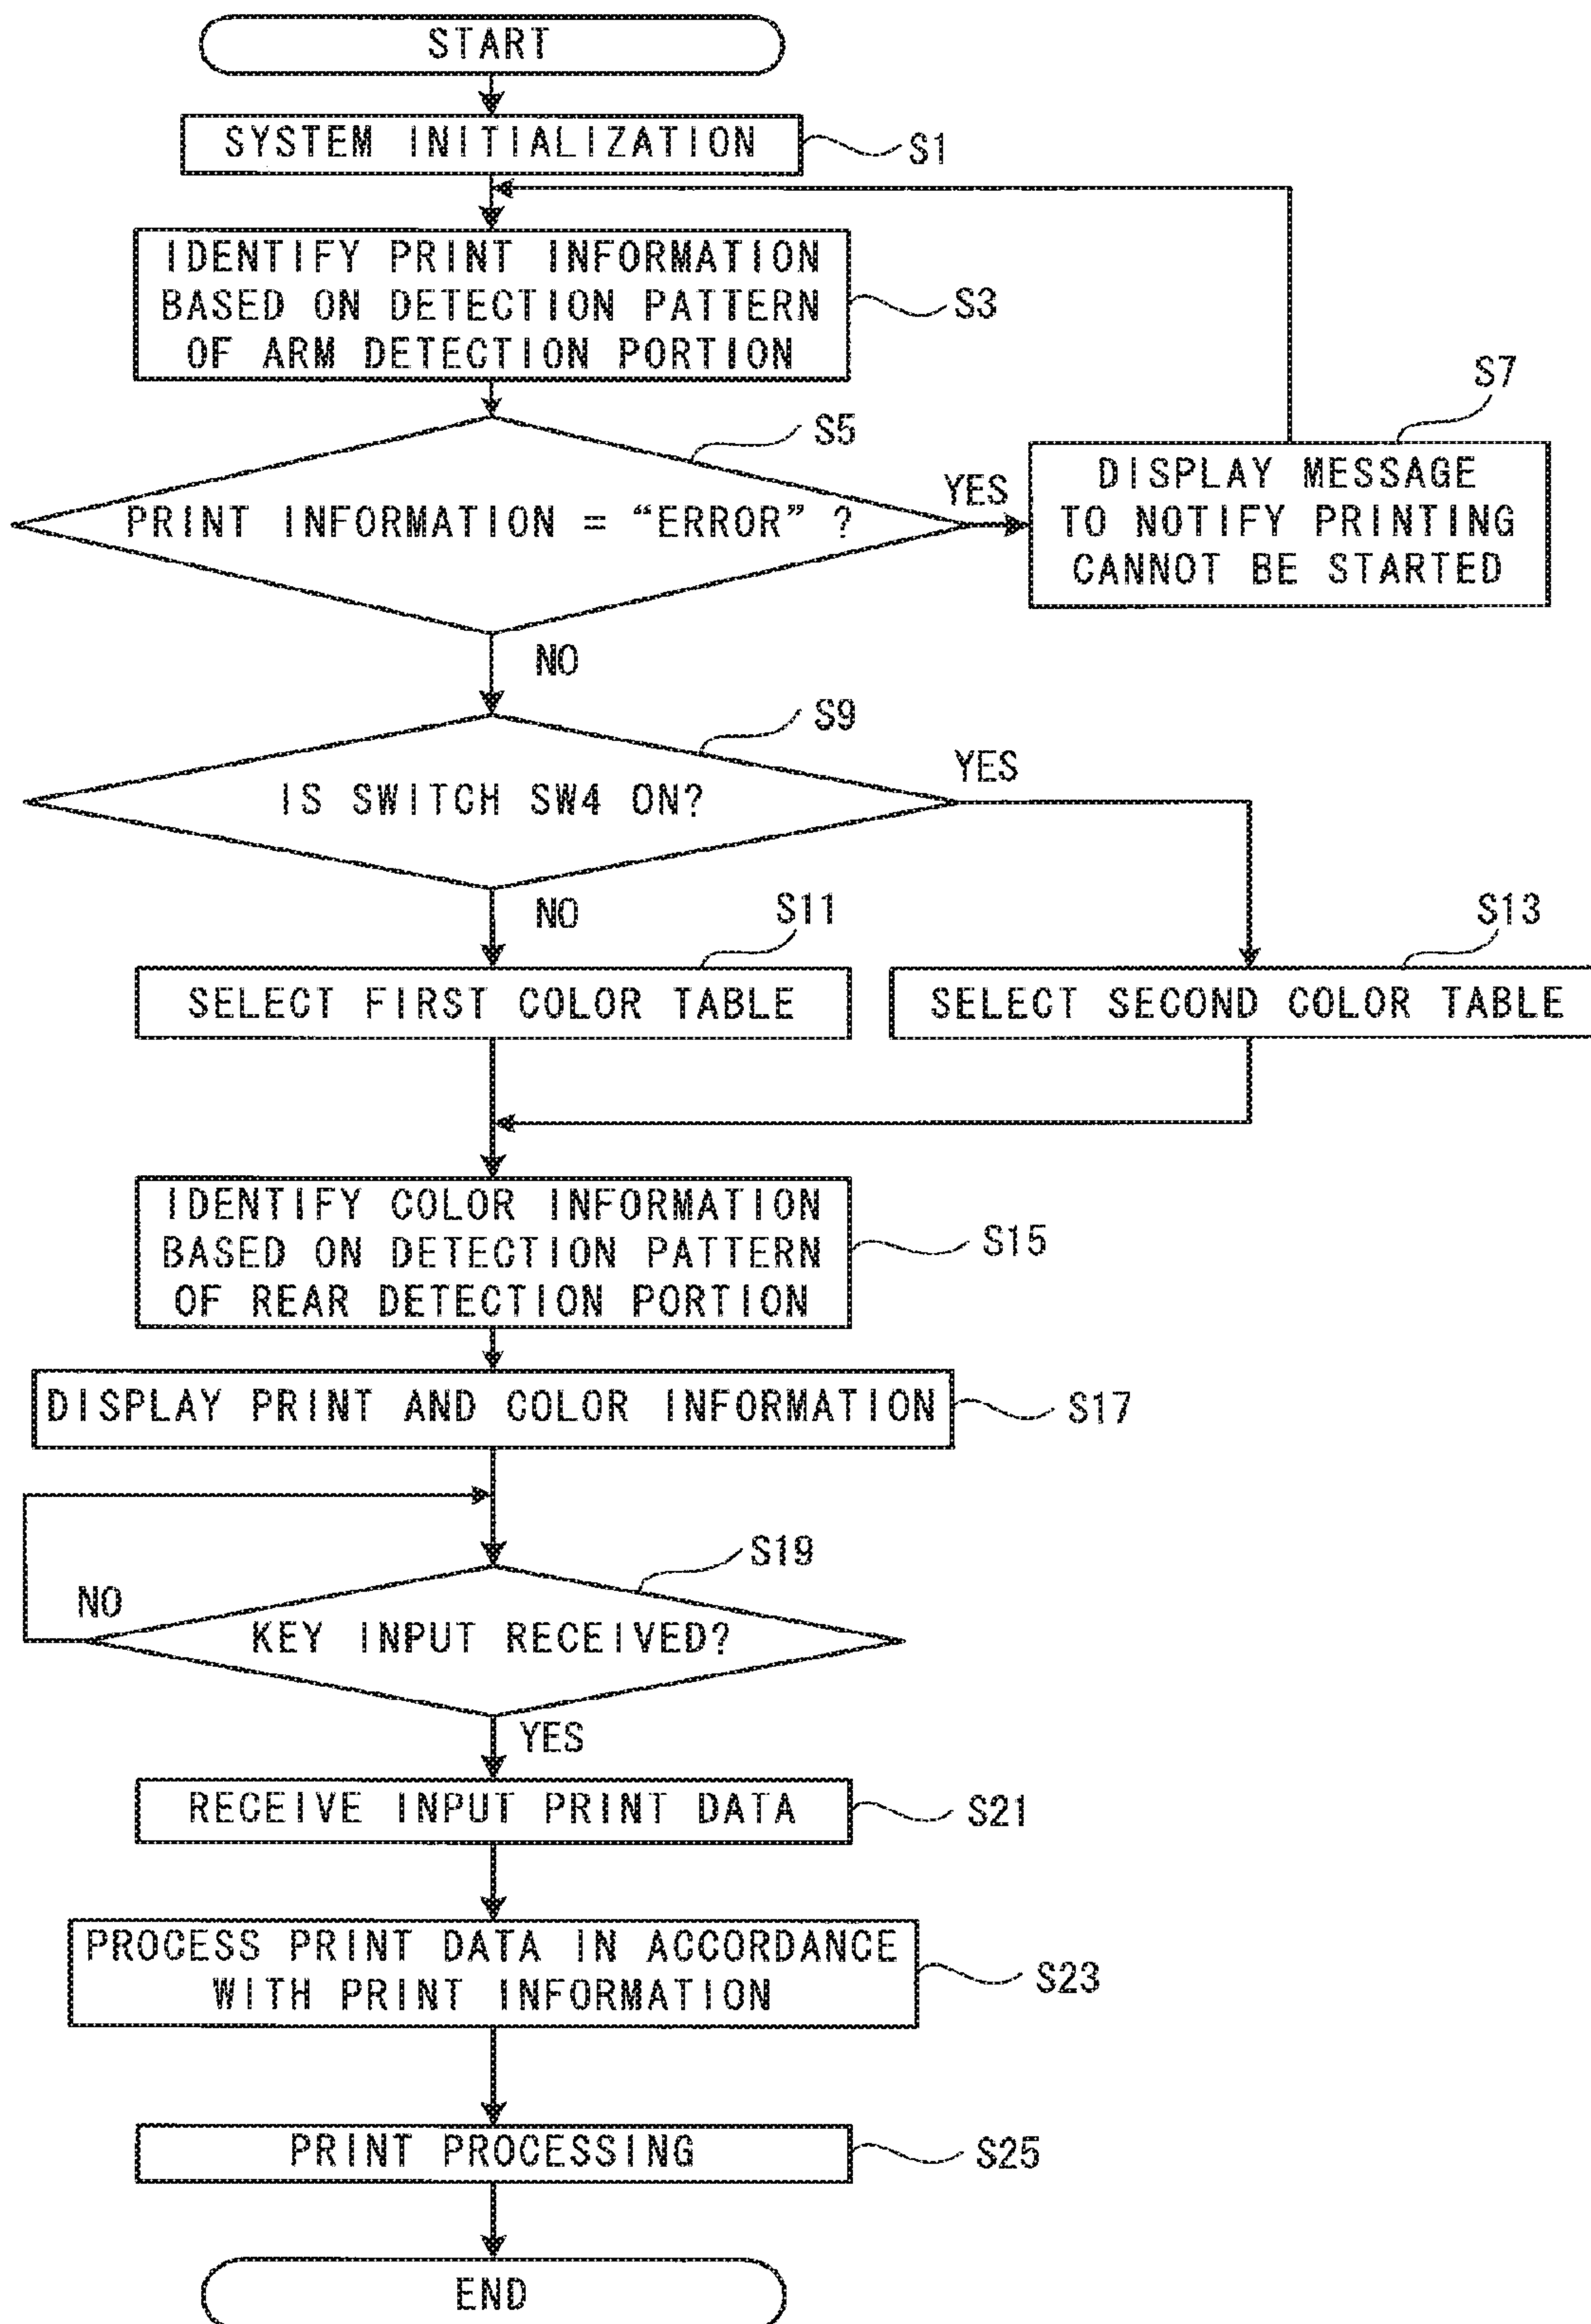 START
SYSTEM INITIALIZATION
S1
IDENTIFY PRINT INFORMATION
BASED ON DETECTION PATTERN
OF ARM DETECTION PORTION
S3
S5
PRINT INFORMATION = “ERROR” ?
YES
S7
DISPLAY MESSAGE
TO NOTIFY PRINTING
CANNOT BE STARTED
NO
S9
IS SWITCH SW4 ON?
YES
NO
S11
SELECT FIRST COLOR TABLE
S13
SELECT SECOND COLOR TABLE
IDENTIFY COLOR INFORMATION
BASED ON DETECTION PATTERN
OF REAR DETECTION PORTION
S15
DISPLAY PRINT AND COLOR INFORMATION
S17
S19
NO
KEY INPUT RECEIVED?
YES
RECEIVE INPUT PRINT DATA
S21
PROCESS PRINT DATA IN ACCORDANCE
WITH PRINT INFORMATION
S23
PRINT PROCESSING
S25
END